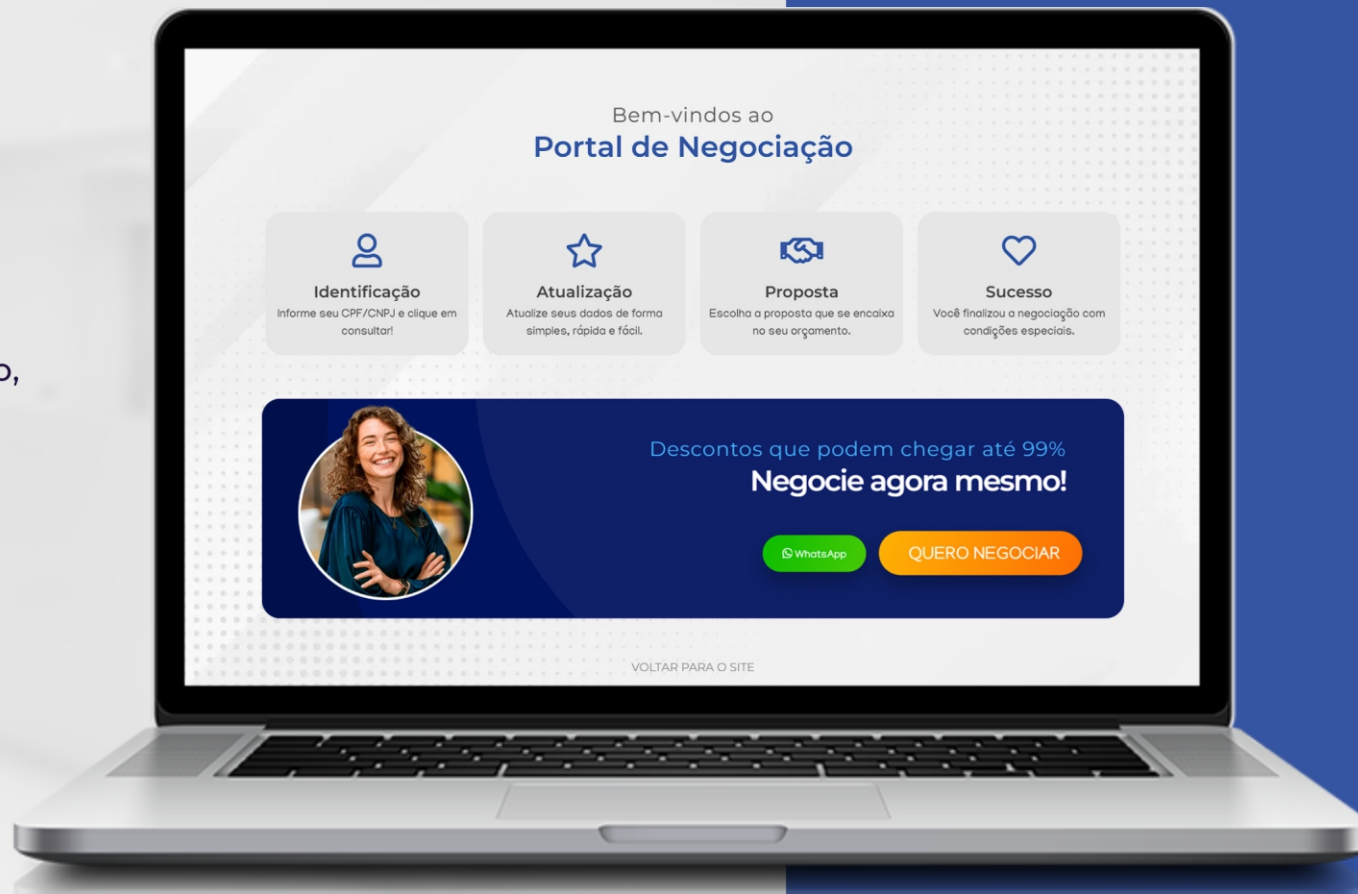 o,
Bem-vindos ao
Portal de Negociação
Identificação
Informe seu CPF/CNPJ e clique em
consultar!
Atualização
Atualize seus dados de forma
simples, rápida e fácil.
Proposta
Escolha a proposta que se encaixa
no seu orçamento.
Sucesso
Você finalizou a negociação com
condições especiais.
Descontos que podem chegar até 99%
Negocie agora mesmo!
WhatsApp
QUERO NEGOCIAR
VOLTAR PARA O SITE